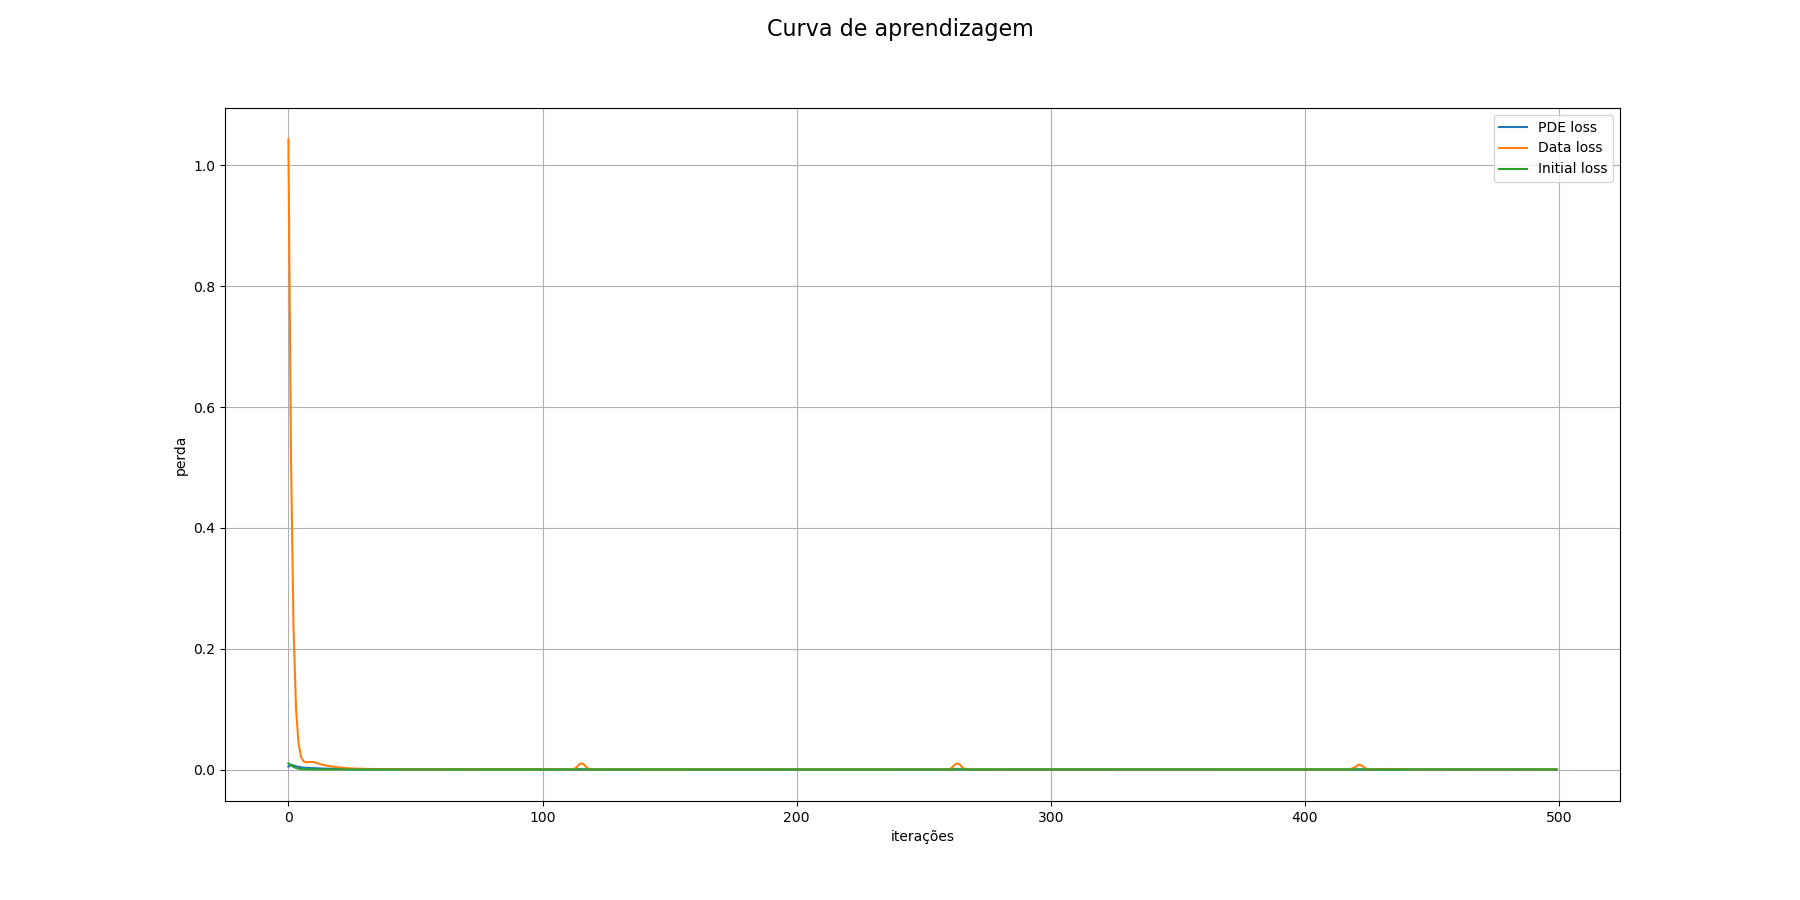 Curva de aprendizagem
PDE loss
Data loss
Initial loss
1.0
0.8
0.6
0.4
0.2
0.0
perda
0 100 200 300 400 500
iterações